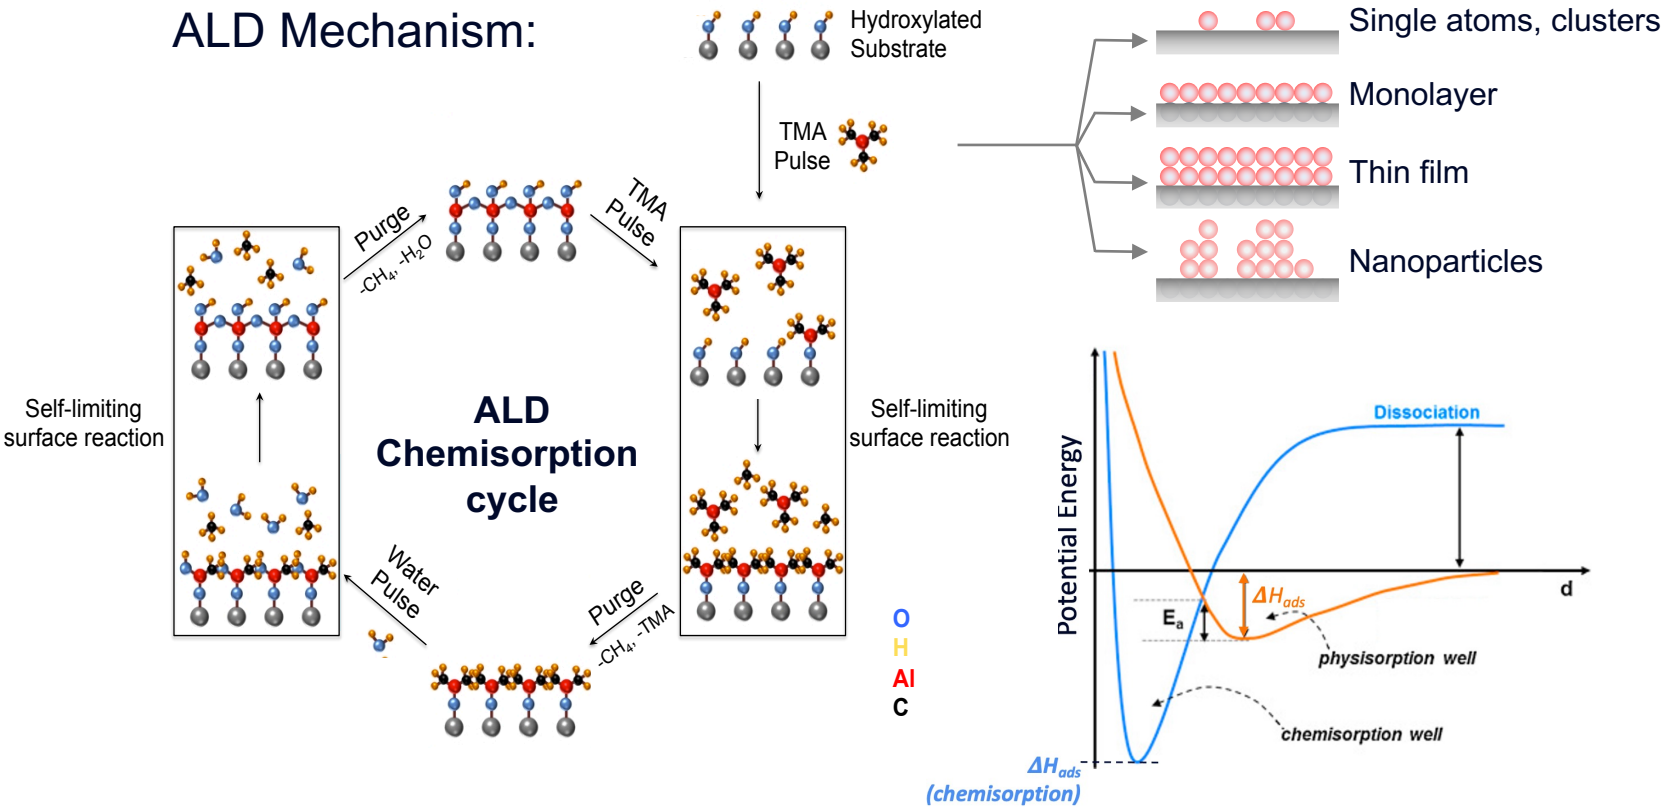 ALD Mechanism:
Hydroxylated
Substrate
TMA
Pulse
Single atoms, clusters
Monolayer
Thin film
Nanoparticles
Purge
-CH₄, -H₂O
TMA
Pulse
Self-limiting
surface reaction
ALD
Chemisorption
cycle
Self-limiting
surface reaction
Water
Pulse
Purge
-CH₄, -TMA
O
H
Al
C
Potential Energy
Dissociation
d
ΔHads
Ea
physisorption well
chemisorption well
ΔHads
(chemisorption)